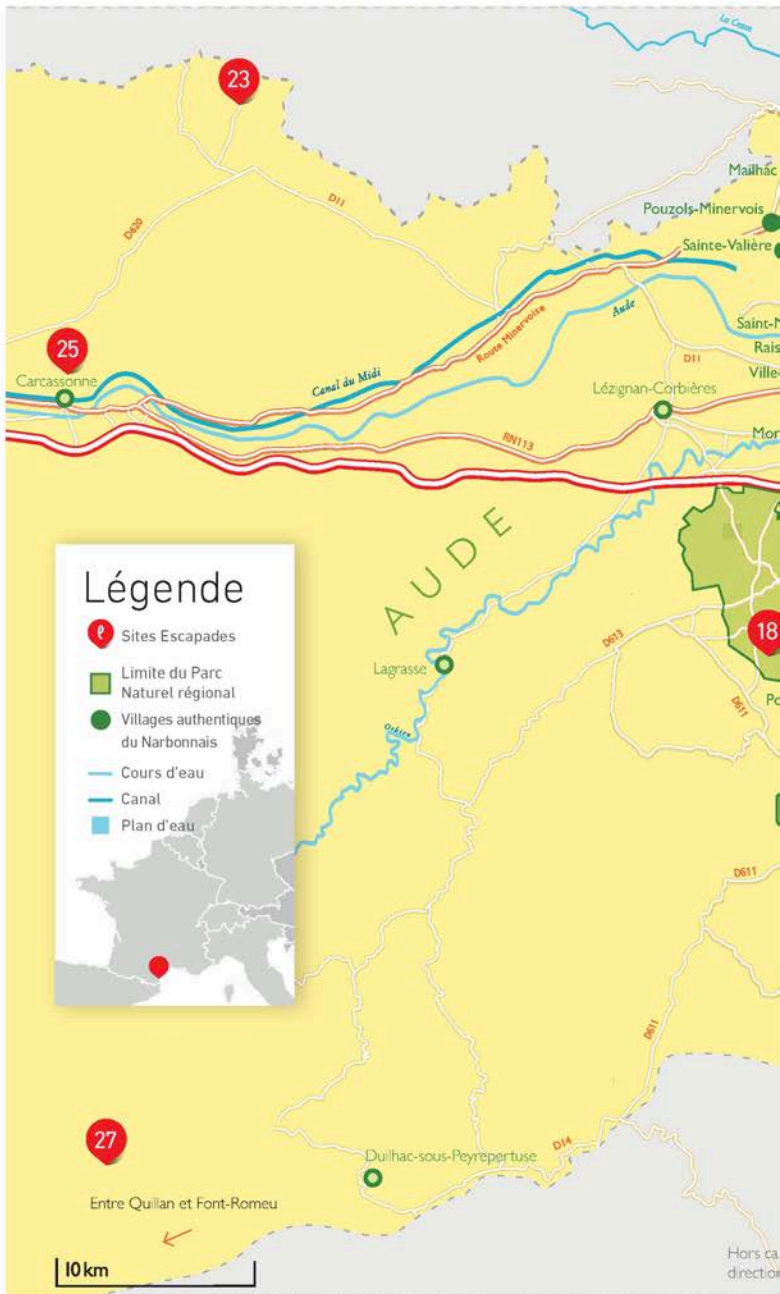 La Cesse
23
Mailhac
D11
Pouzols-Minervois
D620
Sainte-Valière
Aude
25
Route Minervoise
Saint-
Canal du Midi
Rais
D11
Carcassonne
Ville-
Lézignan-Corbières
RN113
Mor
AUDE
Légende
Sites Escapades
Limite du Parc
Naturel régional
Villages authentiques
du Narbonnais
Cours d'eau
Canal
Plan d'eau
18
D613
Lagrasse
D611
Po
Orbieu
D611
D611
27
D14
Duilhac-sous-Peyrepertuse
Entre Quillan et Font-Romeu
10 km
Hors ca
direction